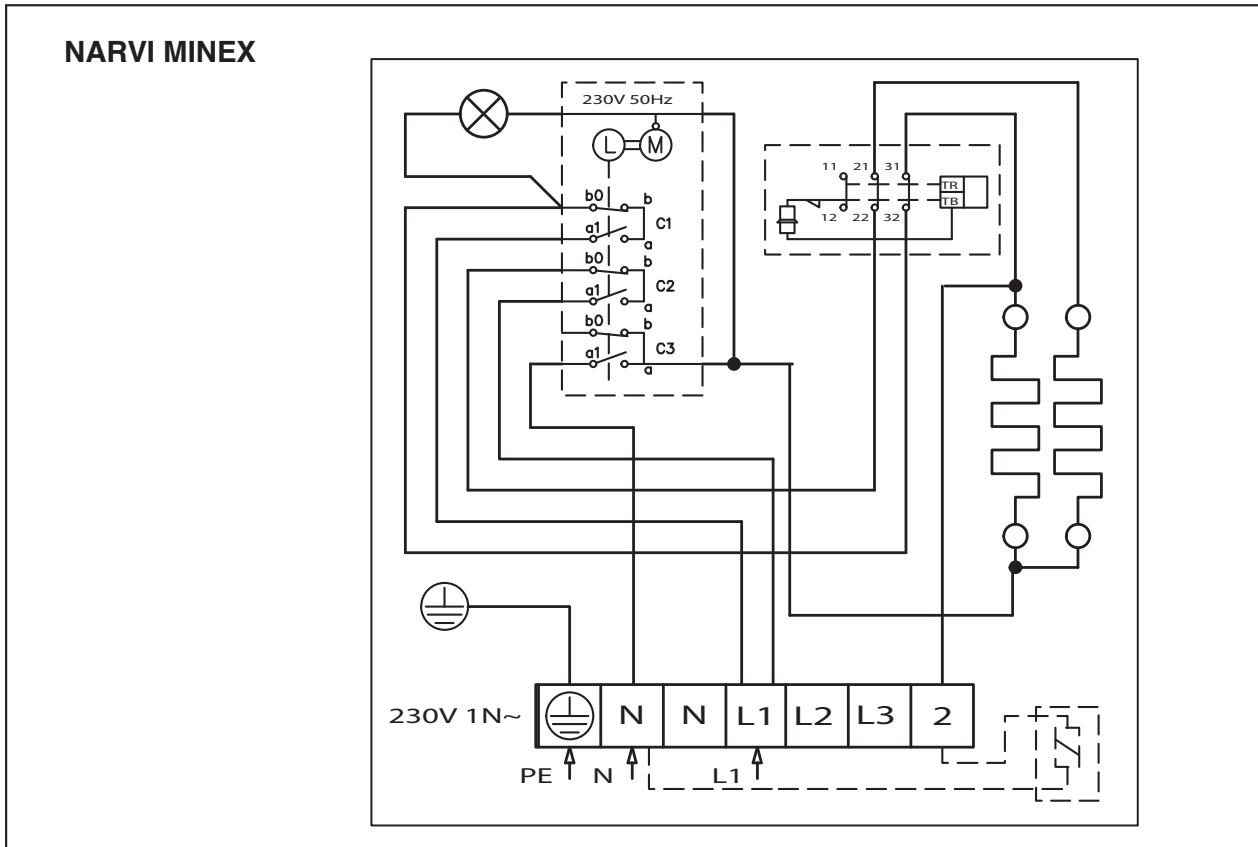 NARVI MINEX
230V 50Hz
L M
11 21 31
TR
TB
12 22 32
b0 b
C1
a1 a
b0 b
C2
a1 a
b0 b
C3
a1 a
230V 1N~ N N L1 L2 L3 2
PE N L1